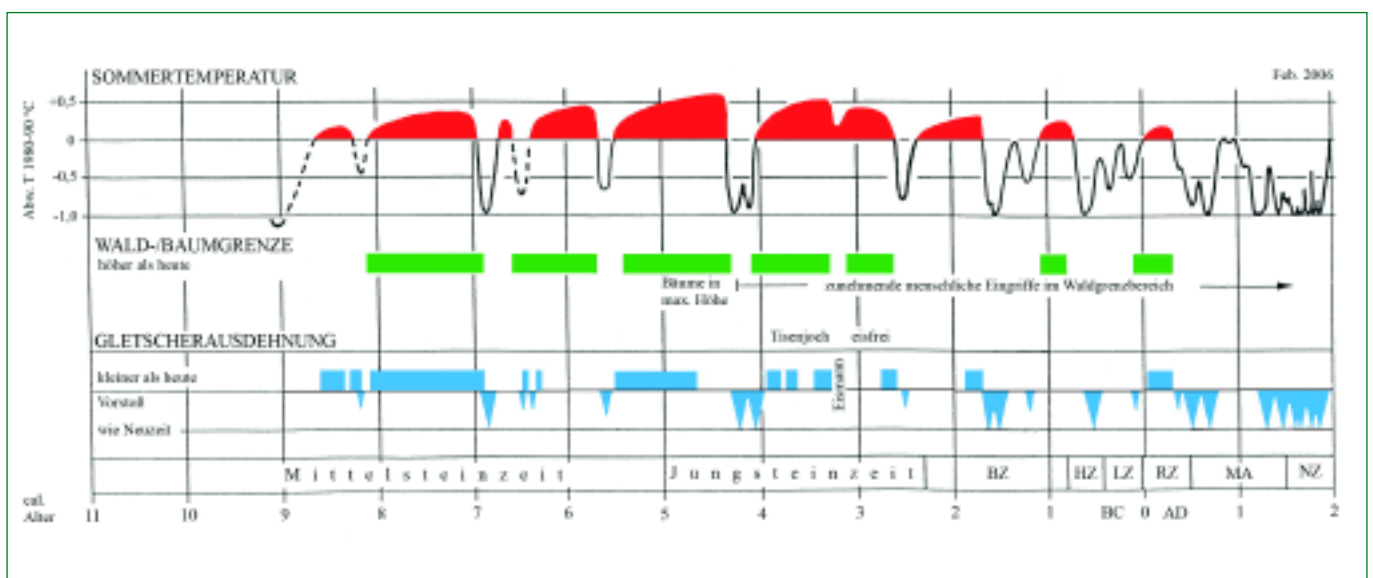 SOMMERTEMPERATUR
Feb. 2006
Abw. T 1980-90 °C
+0,5
0
-0,5
-1,0
WALD-/BAUMGRENZE
höher als heute
Bäume in
max. Höhe
zunehmende menschliche Eingriffe im Waldgrenzbereich
GLETSCHERAUSDEHNUNG
Tisenjoch eisfrei
kleiner als heute
Eismann
Vorstoß
wie Neuzeit
Mittelsteinzeit Jungsteinzeit BZ HZ LZ RZ MA NZ
cal.
Alter 11 10 9 8 7 6 5 4 3 2 1 BC 0 AD 1 2